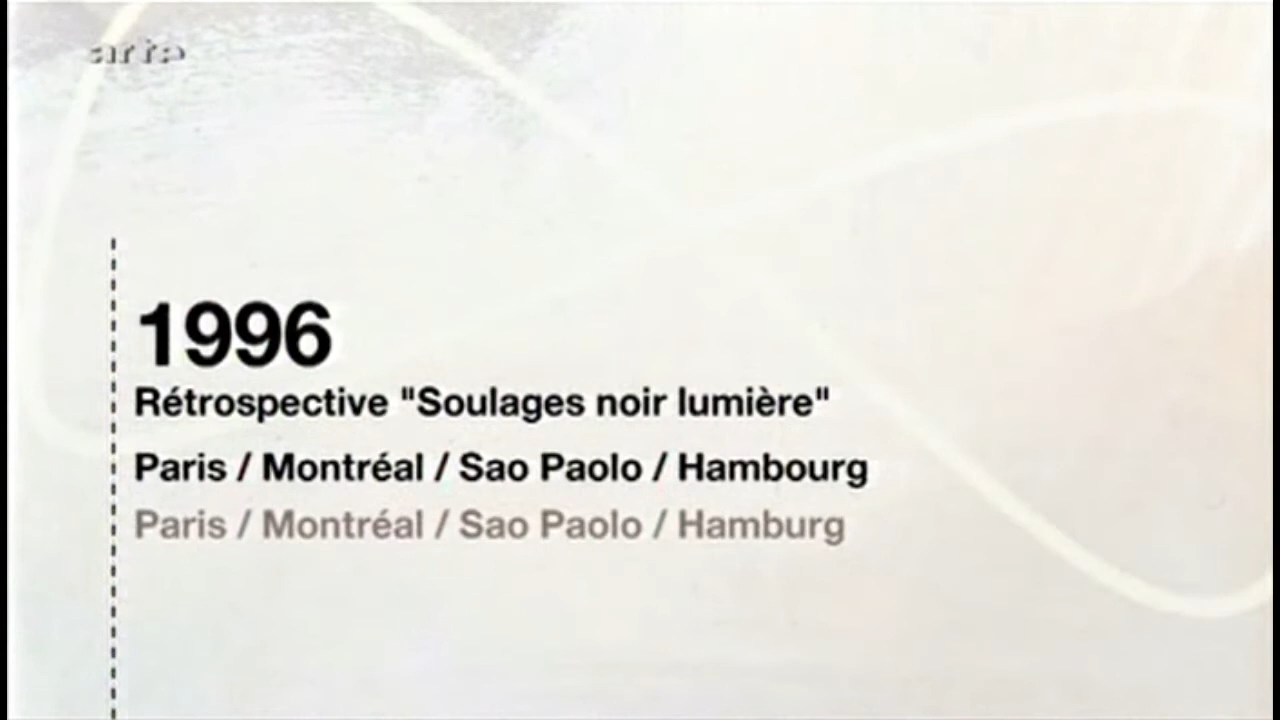 arte
1996
Rétrospective "Soulages noir lumière"
Paris / Montréal / Sao Paolo / Hambourg
Paris / Montréal / Sao Paolo / Hamburg